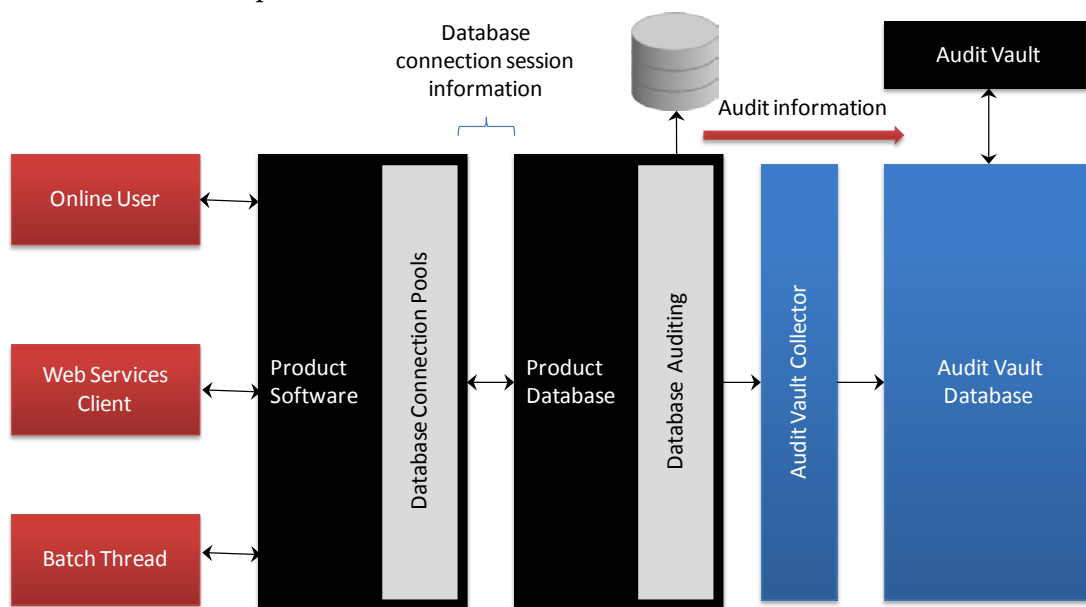 Database
connection session
information
Audit Vault
Audit information
Online User
Web Services
Client
Batch Thread
Product
Software
Database Connection Pools
Product
Database
Database Auditing
Audit Vault Collector
Audit Vault
Database